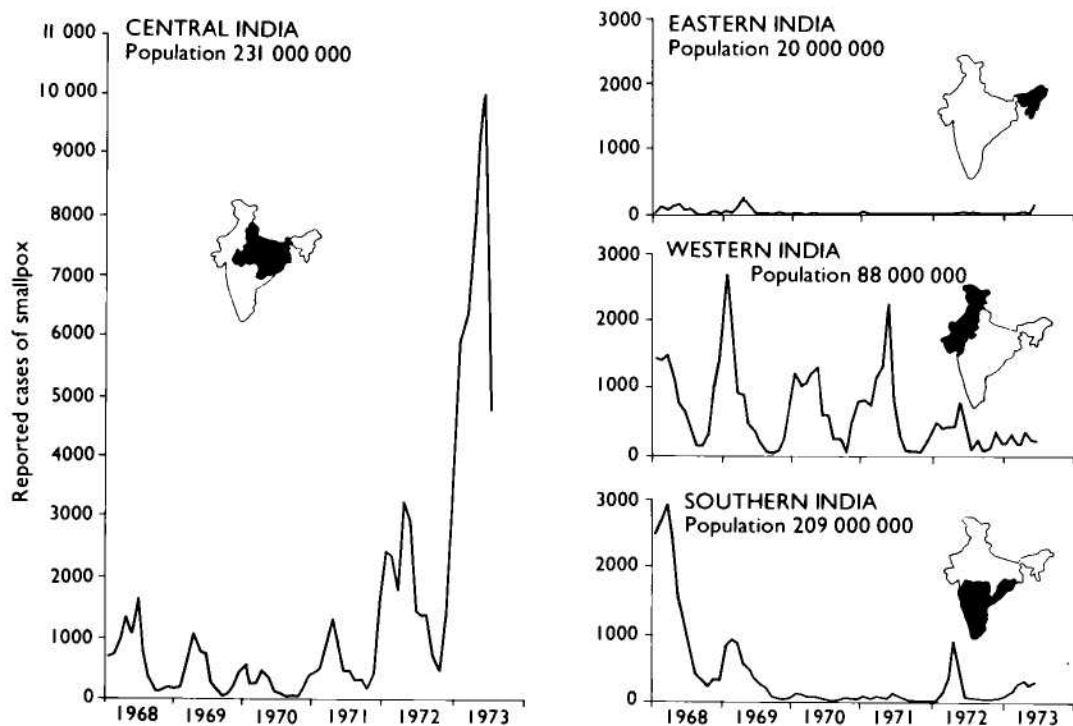 CENTRAL INDIA
Population 231 000 000
11 000
10 000
9000
8000
7000
6000
5000
4000
3000
2000
1000
0
Reported cases of smallpox
1968 1969 1970 1971 1972 1973
EASTERN INDIA
Population 20 000 000
3000
2000
1000
0
WESTERN INDIA
Population 88 000 000
3000
2000
1000
0
SOUTHERN INDIA
Population 209 000 000
3000
2000
1000
0
1968 1969 1970 1971 1972 1973